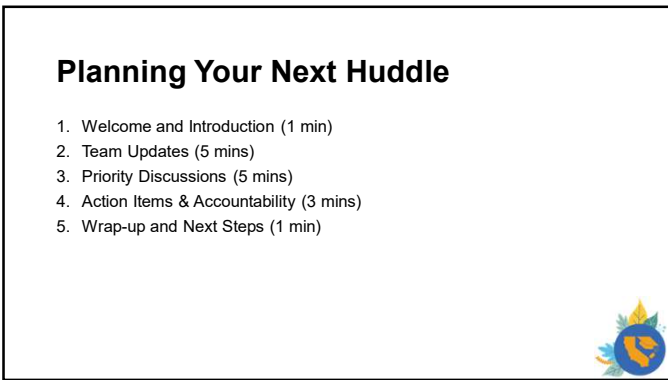 Planning Your Next Huddle
1. Welcome and Introduction (1 min)
2. Team Updates (5 mins)
3. Priority Discussions (5 mins)
4. Action Items & Accountability (3 mins)
5. Wrap-up and Next Steps (1 min)